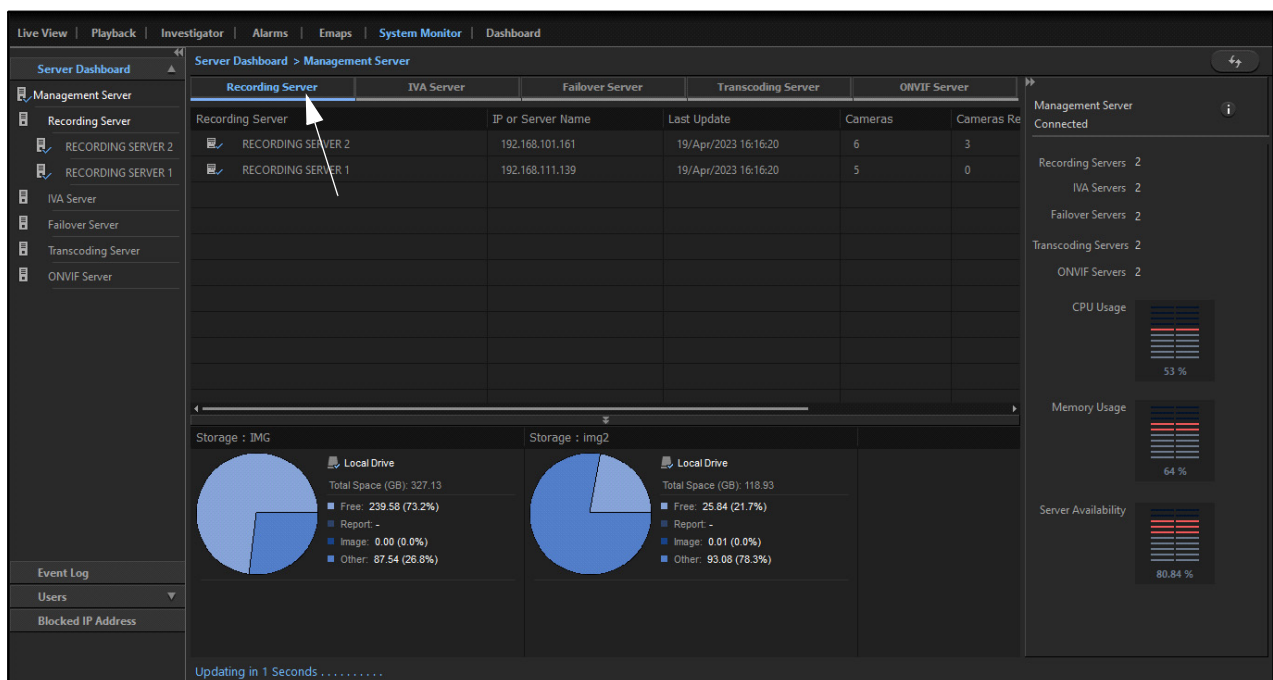 Live View | Playback | Investigator | Alarms | Emaps | System Monitor | Dashboard
Server Dashboard
Management Server
Recording Server
RECORDING SERVER 2
RECORDING SERVER 1
IVA Server
Failover Server
Transcoding Server
ONVIF Server
Event Log
Users
Blocked IP Address
Server Dashboard > Management Server
Recording Server IVA Server Failover Server Transcoding Server ONVIF Server
Recording Server IP or Server Name Last Update Cameras Cameras Re
RECORDING SERVER 2 192.168.101.161 19/Apr/2023 16:16:20 6 3
RECORDING SERVER 1 192.168.111.139 19/Apr/2023 16:16:20 5 0
Storage : IMG
Local Drive
Total Space (GB): 327.13
Free: 239.58 (73.2%)
Report: -
Image: 0.00 (0.0%)
Other: 87.54 (26.8%)
Storage : img2
Local Drive
Total Space (GB): 118.93
Free: 25.84 (21.7%)
Report: -
Image: 0.01 (0.0%)
Other: 93.08 (78.3%)
Updating in 1 Seconds . . . . . . . . . .
Management Server
Connected
Recording Servers 2
IVA Servers 2
Failover Servers 2
Transcoding Servers 2
ONVIF Servers 2
CPU Usage
53 %
Memory Usage
64 %
Server Availability
80.84 %